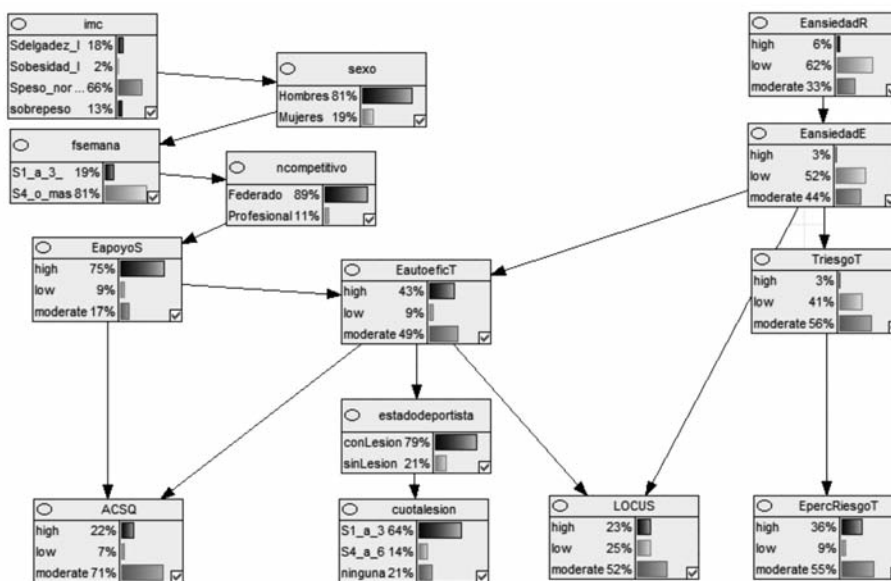 imc
Sdelgadez_l 18%
Sobesidad_l 2%
Speso_nor ... 66%
sobrepeso 13%
sexo
Hombres 81%
Mujeres 19%
fsemana
S1_a_3_ 19%
S4_o_mas 81%
ncompetitivo
Federado 89%
Profesional 11%
EapoyoS
high 75%
low 9%
moderate 17%
EautoeficT
high 43%
low 9%
moderate 49%
EansiedadR
high 6%
low 62%
moderate 33%
EansiedadE
high 3%
low 52%
moderate 44%
TriesgoT
high 3%
low 41%
moderate 56%
estadodeportista
conLesion 79%
sinLesion 21%
ACSQ
high 22%
low 7%
moderate 71%
cuotalesion
S1_a_3 64%
S4_a_6 14%
ninguna 21%
LOCUS
high 23%
low 25%
moderate 52%
EpercRiesgoT
high 36%
low 9%
moderate 55%